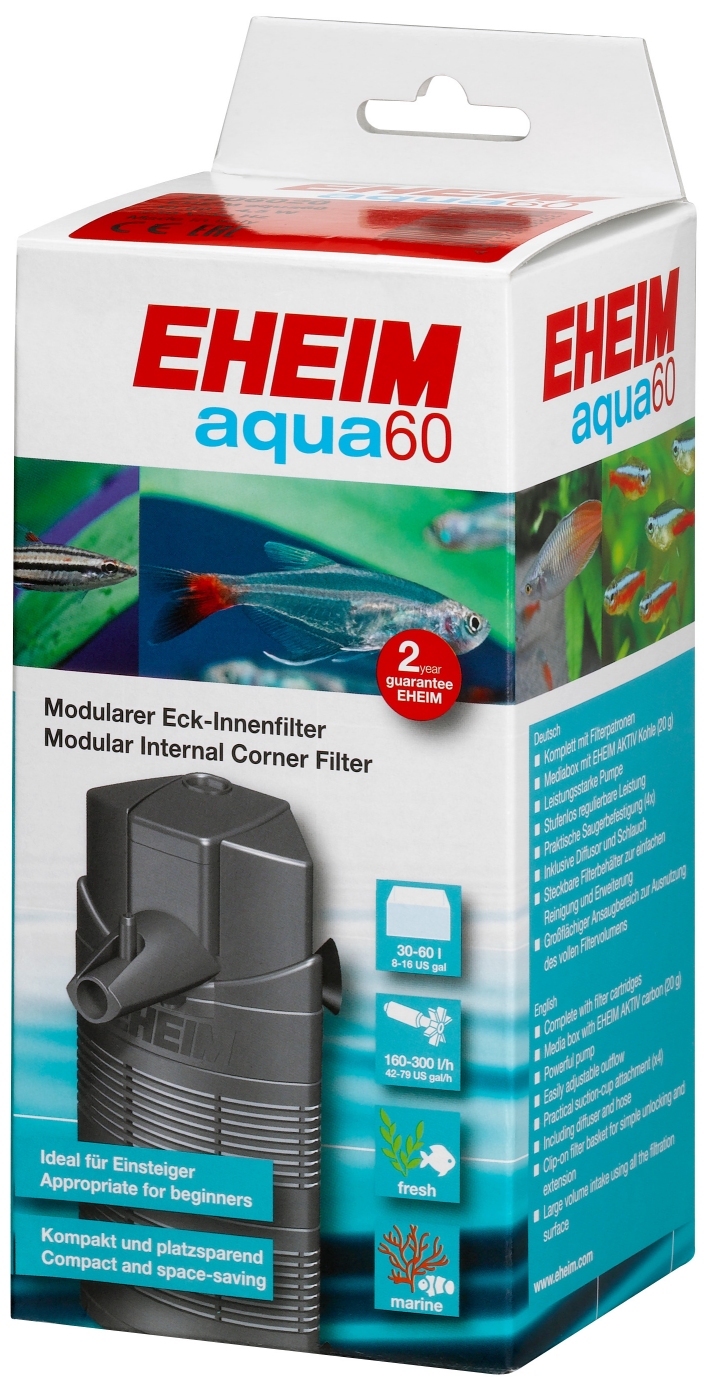 aqua60
CE EAC
EHEIM
aqua60
2year
guarantee
EHEIM
Modularer Eck-Innenfilter
Modular Internal Corner Filter
EHEIM
30-60 l
8-16 US gal
160-300 l/h
42-79 US gal/h
fresh
marine
Ideal für Einsteiger
Appropriate for beginners
Kompakt und platzsparend
Compact and space-saving
EHEIM
aqua60
Deutsch
Komplett mit Filterpatronen
Mediabox mit EHEIM AKTIV Kohle (20 g)
Leistungsstarke Pumpe
Stufenlos regulierbare Leistung
Praktische Saugerbefestigung (4x)
Inklusive Diffusor und Schlauch
Steckbare Filterbehälter zur einfachen
Reinigung und Erweiterung
Großflächiger Ansaugbereich zur Ausnutzung
des vollen Filtervolumens
English
Complete with filter cartridges
Media box with EHEIM AKTIV carbon (20 g)
Powerful pump
Easily adjustable outflow
Practical suction-cup attachment (x4)
Including diffuser and hose
Clip-on filter basket for simple unlocking and
extension
Large volume intake using all the filtration
surface
www.eheim.com